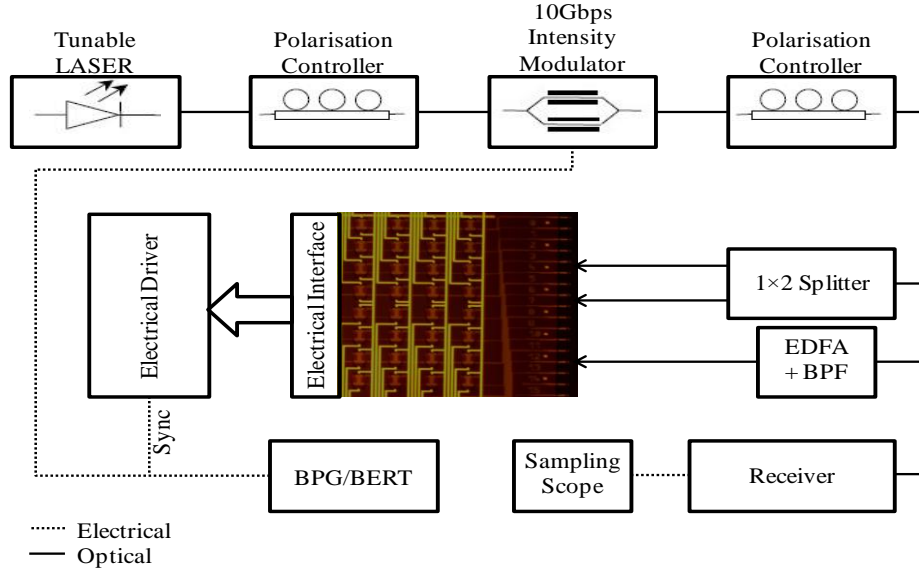 Tunable
LASER
Polarisation
Controller
10Gbps
Intensity
Modulator
Polarisation
Controller
Electrical Driver
Electrical Interface
1×2 Splitter
EDFA
+ BPF
Sync
BPG/BERT
Sampling
Scope
Receiver
Electrical
Optical